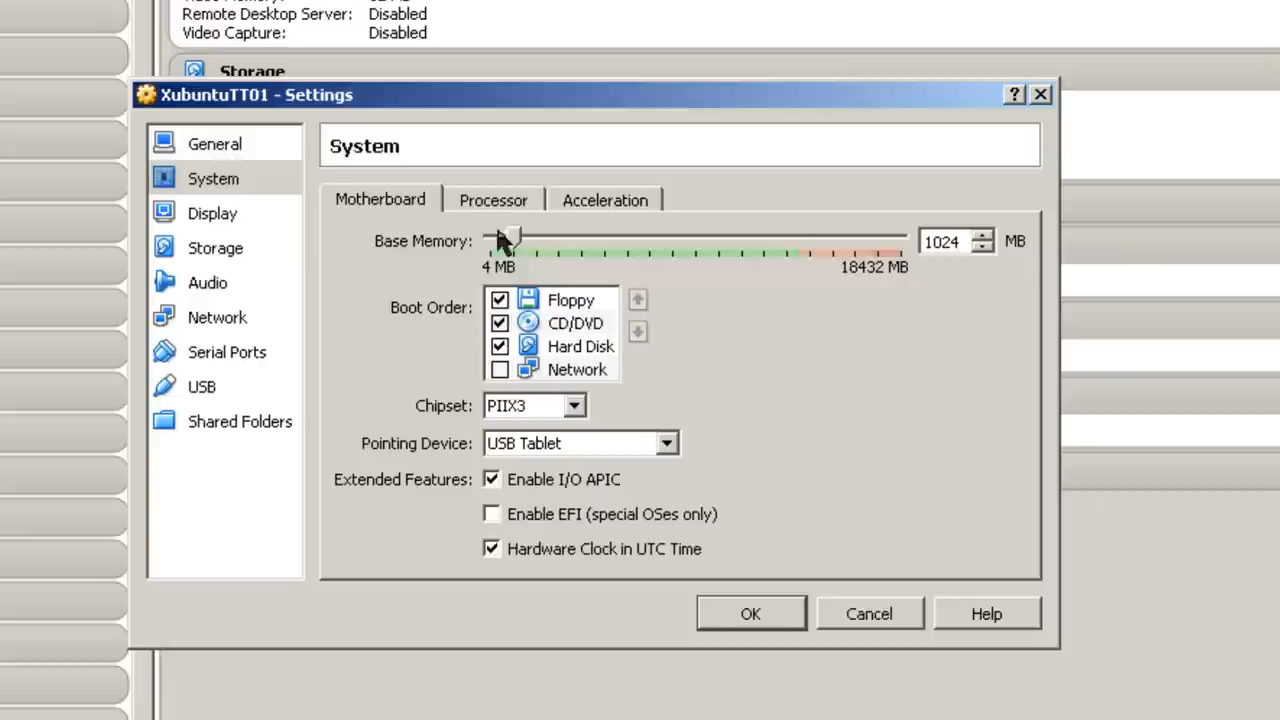 Remote Desktop Server: Disabled
Video Capture: Disabled
Storage
XubuntuTT01 - Settings
General
System
Display
Storage
Audio
Network
Serial Ports
USB
Shared Folders
System
Motherboard Processor Acceleration
Base Memory: 1024 MB
4 MB 18432 MB
Boot Order:
Floppy
CD/DVD
Hard Disk
Network
Chipset: PIIX3
Pointing Device: USB Tablet
Extended Features: Enable I/O APIC
Enable EFI (special OSes only)
Hardware Clock in UTC Time
OK Cancel Help